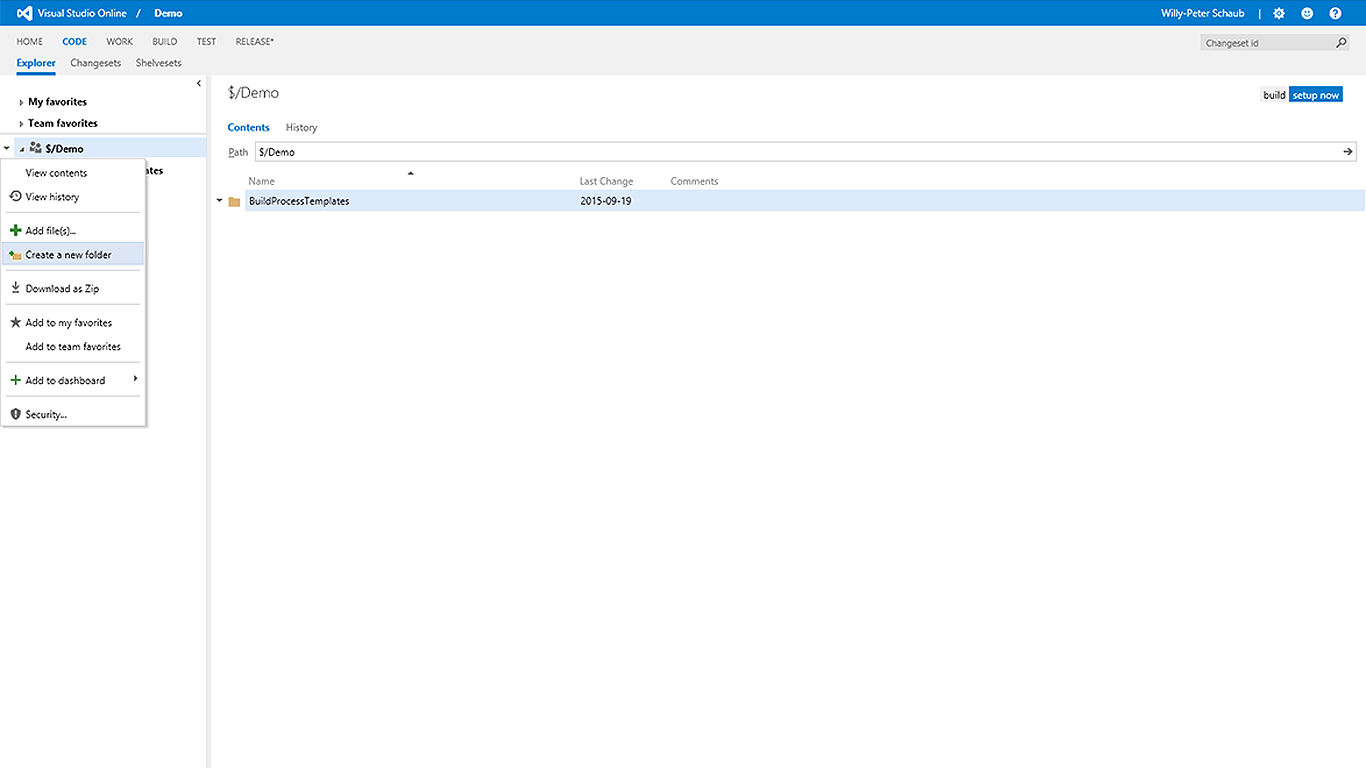 Visual Studio Online / Demo
Willy-Peter Schaub |
HOME CODE WORK BUILD TEST RELEASE*
Changeset id
Explorer Changesets Shelvesets
My favorites
Team favorites
$/Demo
View contents
View history
Add file(s)...
Create a new folder
Download as Zip
Add to my favorites
Add to team favorites
Add to dashboard
Security...
$/Demo
build setup now
Contents History
Path $/Demo
Name Last Change Comments
BuildProcessTemplates 2015-09-19